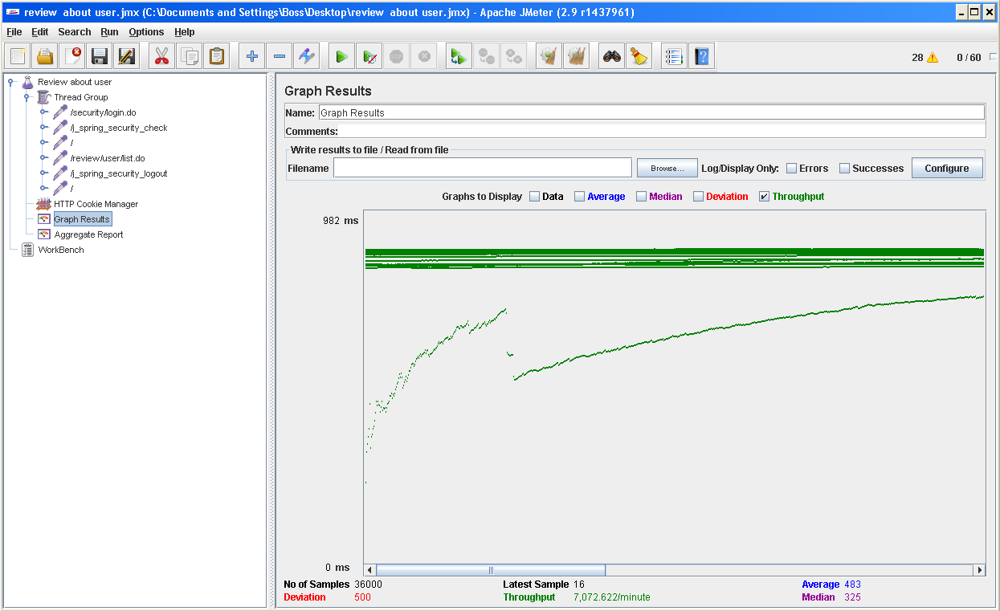 review  about user.jmx (C:\Documents and Settings\Boss\Desktop\review  about user.jmx) - Apache JMeter (2.9 r1437961)
File Edit Search Run Options Help
28 0 / 60
Review about user
Thread Group
/security/login.do
/j_spring_security_check
/
/review/user/list.do
/j_spring_security_logout
/
HTTP Cookie Manager
Graph Results
Aggregate Report
WorkBench
Graph Results
Name: Graph Results
Comments:
Write results to file / Read from file
Filename Browse... Log/Display Only: Errors Successes Configure
Graphs to Display Data Average Median Deviation Throughput
982 ms
0 ms
No of Samples 36000 Latest Sample 16 Average 483
Deviation 500 Throughput 7,072.622/minute Median 325